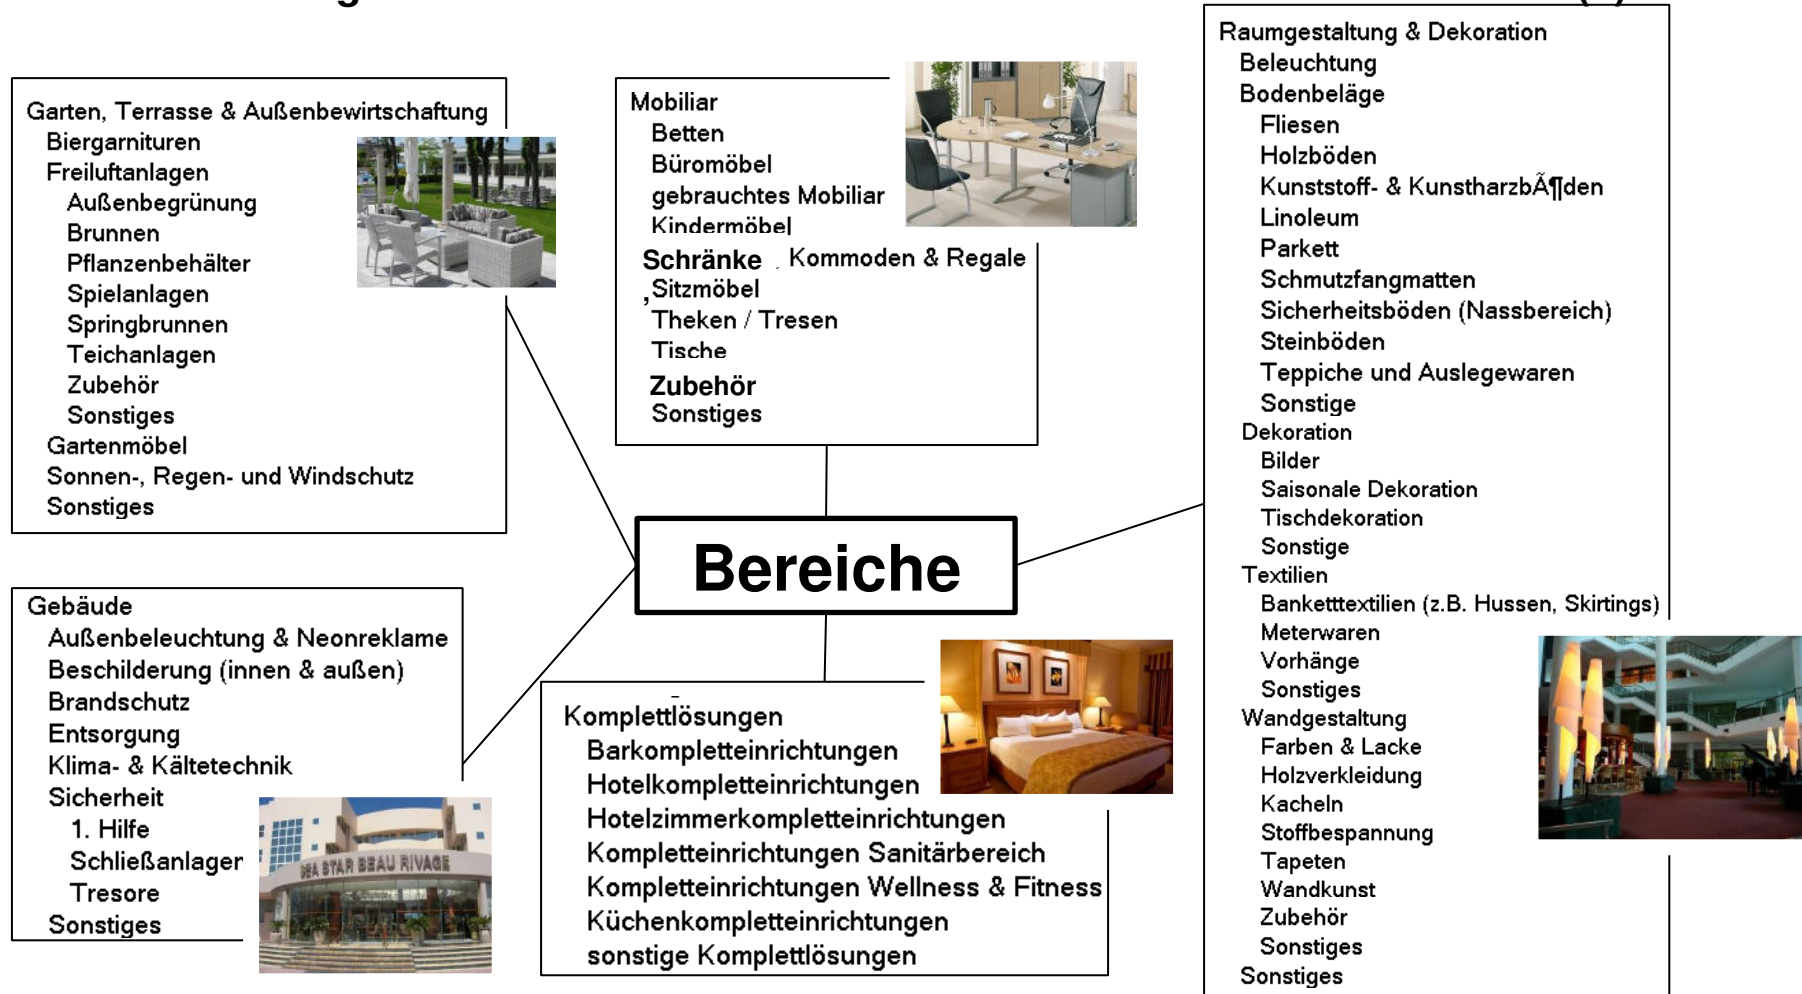 Garten, Terrasse & Außenbewirtschaftung
Biergarnituren
Freiluftanlagen
Außenbegrünung
Brunnen
Pflanzenbehälter
Spielanlagen
Springbrunnen
Teichanlagen
Zubehör
Sonstiges
Gartenmöbel
Sonnen-, Regen- und Windschutz
Sonstiges
Mobiliar
Betten
Büromöbel
gebrauchtes Mobiliar
Kindermöbel
Schränke , Kommoden & Regale
,Sitzmöbel
Theken / Tresen
Tische
Zubehör
Sonstiges
Raumgestaltung & Dekoration
Beleuchtung
Bodenbeläge
Fliesen
Holzböden
Kunststoff- & KunstharzbÃ¶den
Linoleum
Parkett
Schmutzfangmatten
Sicherheitsböden (Nassbereich)
Steinböden
Teppiche und Auslegewaren
Sonstige
Dekoration
Bilder
Saisonale Dekoration
Tischdekoration
Sonstige
Textilien
Banketttextilien (z.B. Hussen, Skirtings)
Meterwaren
Vorhänge
Sonstiges
Wandgestaltung
Farben & Lacke
Holzverkleidung
Kacheln
Stoffbespannung
Tapeten
Wandkunst
Zubehör
Sonstiges
Sonstiges
Bereiche
Gebäude
Außenbeleuchtung & Neonreklame
Beschilderung (innen & außen)
Brandschutz
Entsorgung
Klima- & Kältetechnik
Sicherheit
1. Hilfe
Schließanlagen
Tresore
Sonstiges
SEA STAR BEAU RIVAGE
Komplettlösungen
Barkompletteinrichtungen
Hotelkompletteinrichtungen
Hotelzimmerkompletteinrichtungen
Kompletteinrichtungen Sanitärbereich
Kompletteinrichtungen Wellness & Fitness
Küchenkompletteinrichtungen
sonstige Komplettlösungen